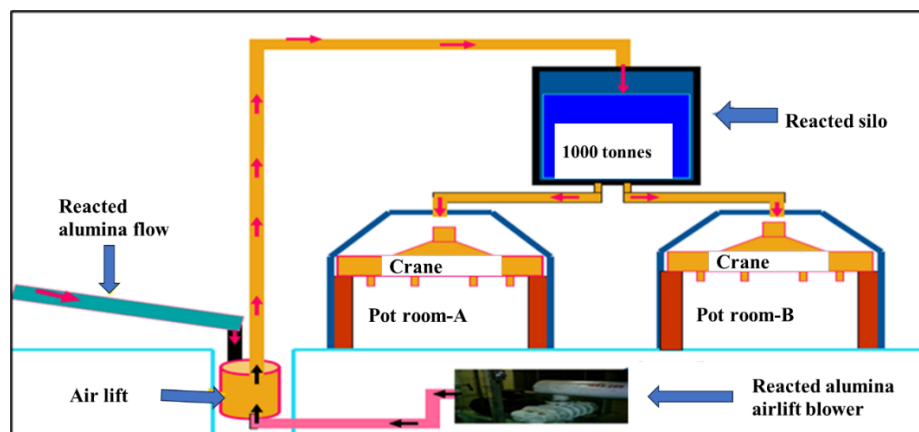 Reacted silo
1000 tonnes
Reacted
alumina flow
Crane
Crane
Pot room-A
Pot room-B
Air lift
Reacted alumina
airlift blower